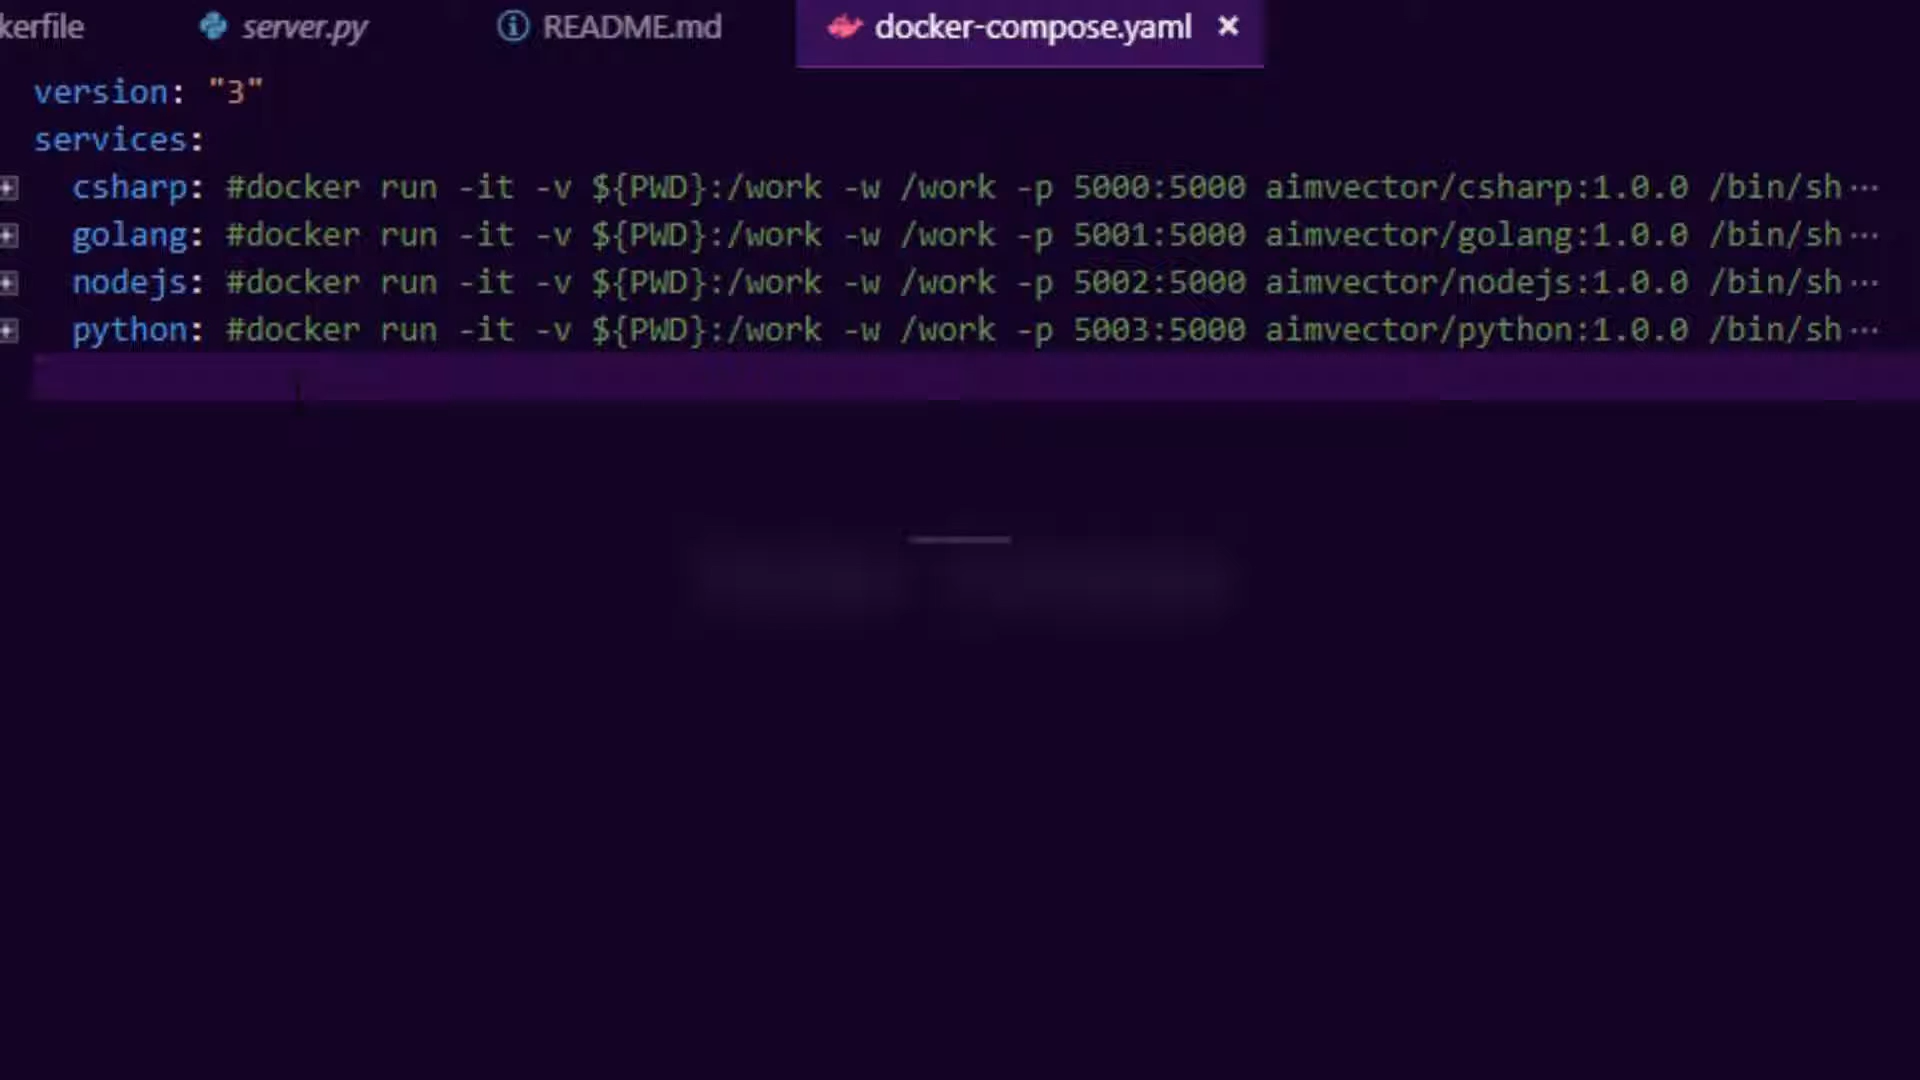 kerfile server.py README.md docker-compose.yaml
version: "3"
services:
csharp: #docker run -it -v ${PWD}:/work -w /work -p 5000:5000 aimvector/csharp:1.0.0 /bin/sh···
golang: #docker run -it -v ${PWD}:/work -w /work -p 5001:5000 aimvector/golang:1.0.0 /bin/sh···
nodejs: #docker run -it -v ${PWD}:/work -w /work -p 5002:5000 aimvector/nodejs:1.0.0 /bin/sh···
python: #docker run -it -v ${PWD}:/work -w /work -p 5003:5000 aimvector/python:1.0.0 /bin/sh···